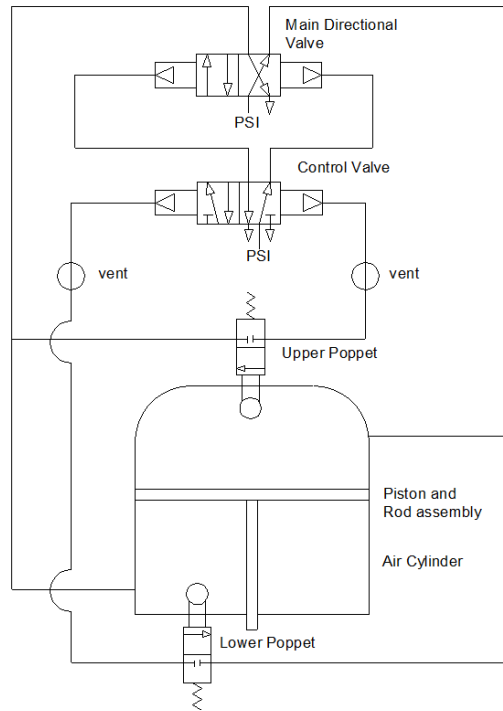 Main Directional
Valve
PSI
Control Valve
PSI
vent
vent
Upper Poppet
Piston and
Rod assembly
Air Cylinder
Lower Poppet